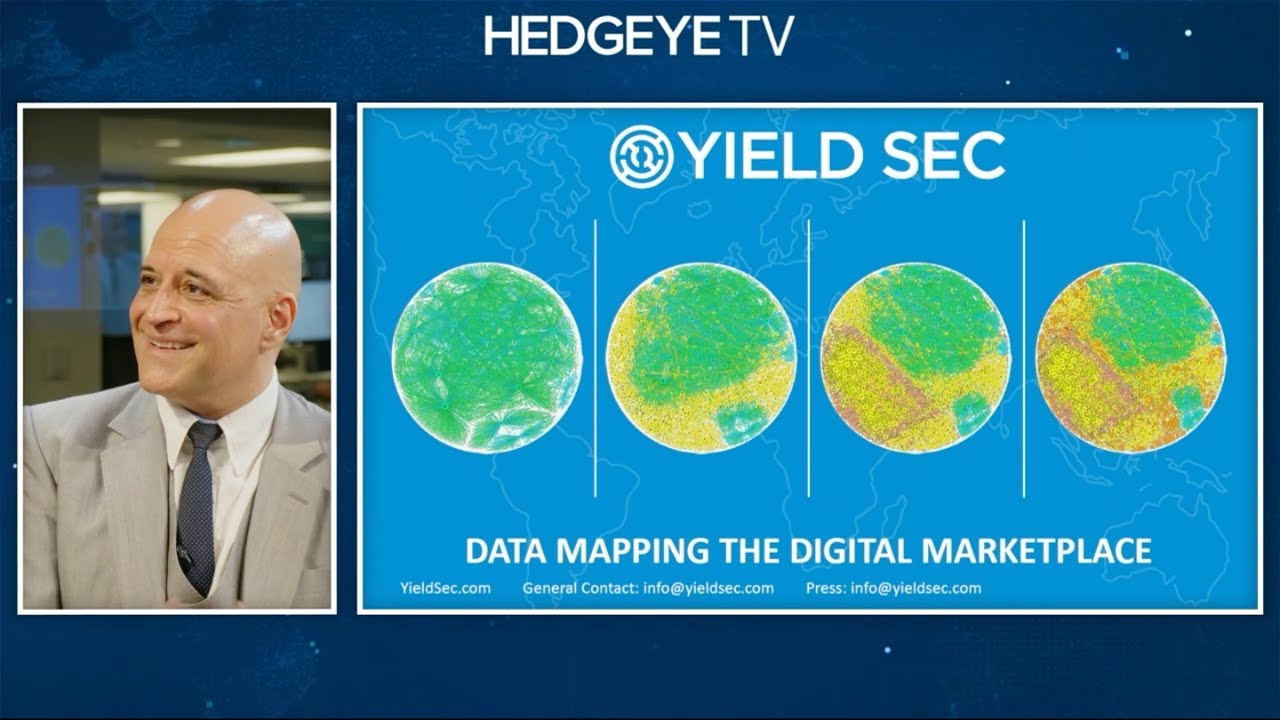 HEDGEYE TV
YIELD SEC
DATA MAPPING THE DIGITAL MARKETPLACE
YieldSec.com General Contact: info@yieldsec.com Press: info@yieldsec.com